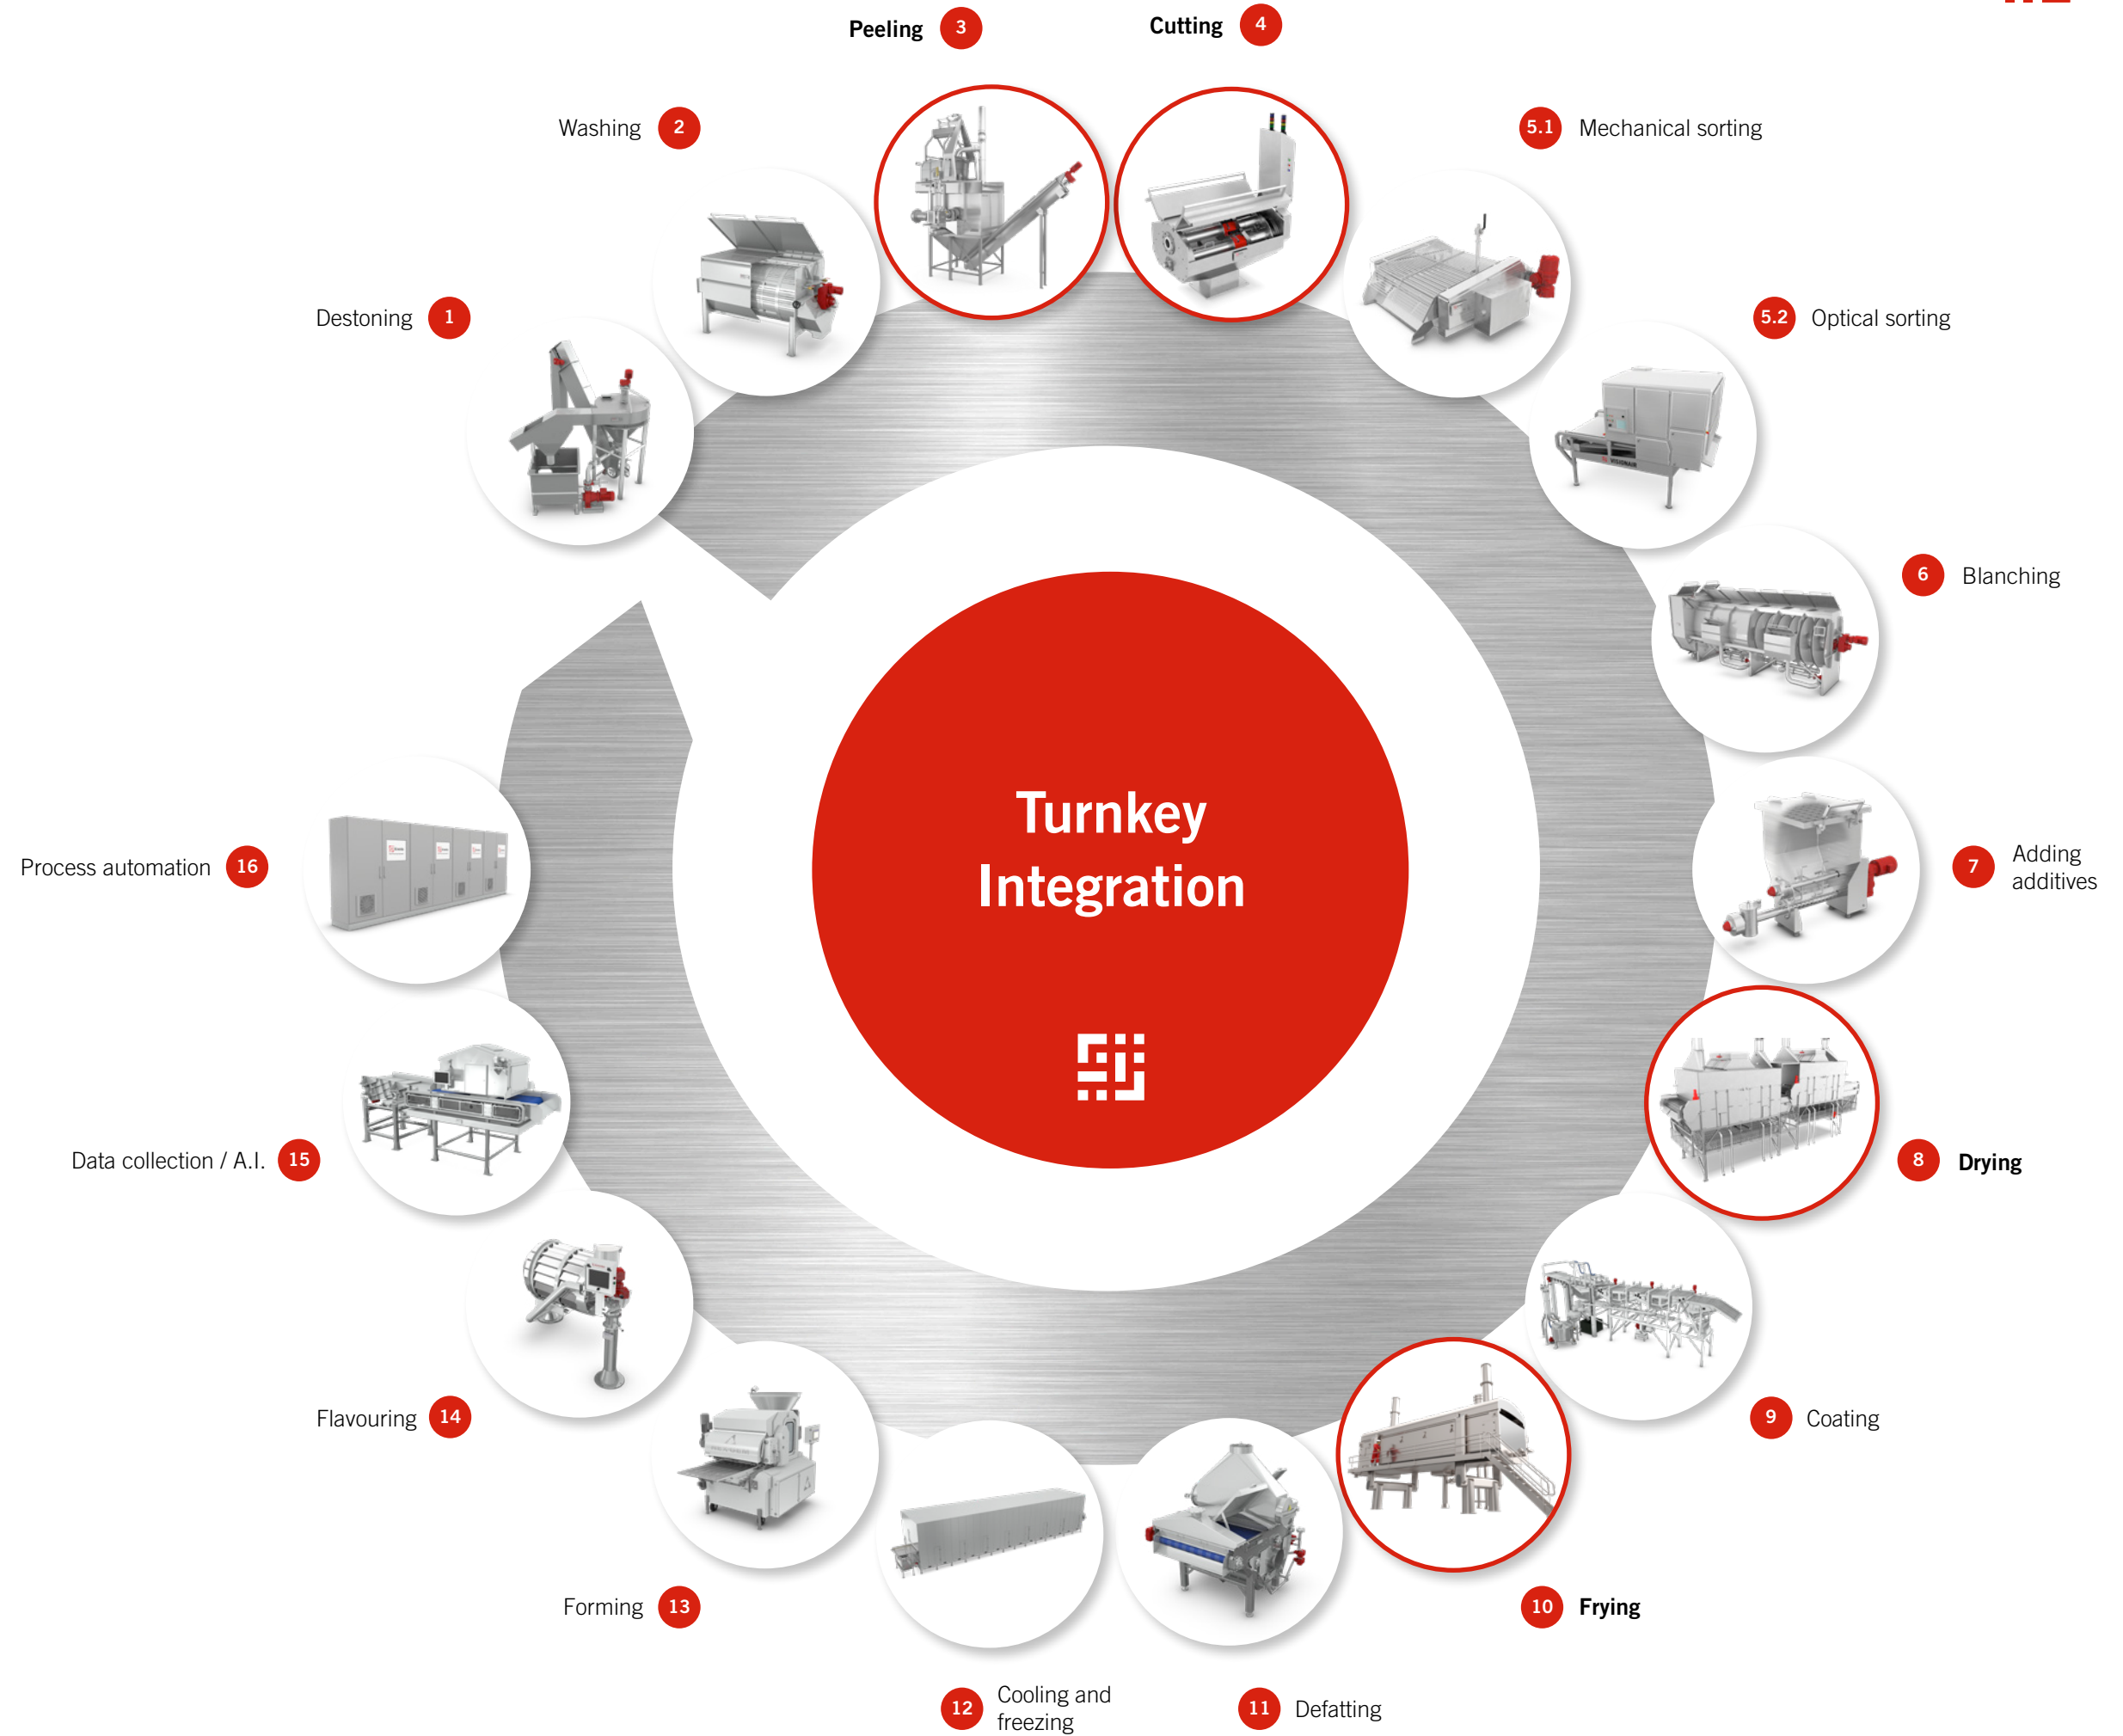 Peeling 3
Cutting 4
Washing 2
5.1 Mechanical sorting
Destoning 1
5.2 Optical sorting
6 Blanching
Turnkey
Integration
Process automation 16
7 Adding
additives
Data collection / A.I. 15
8 Drying
Flavouring 14
9 Coating
Forming 13
10 Frying
12 Cooling and
freezing
11 Defatting